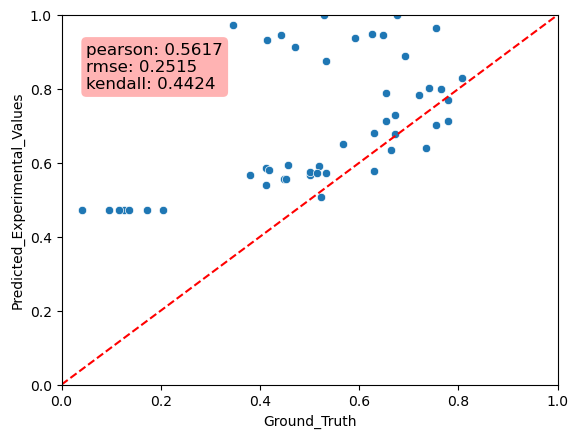 1.0
pearson: 0.5617
rmse: 0.2515
kendall: 0.4424
0.8
0.6
0.4
0.2
0.0
Predicted_Experimental_Values
0.0 0.2 0.4 0.6 0.8 1.0
Ground_Truth